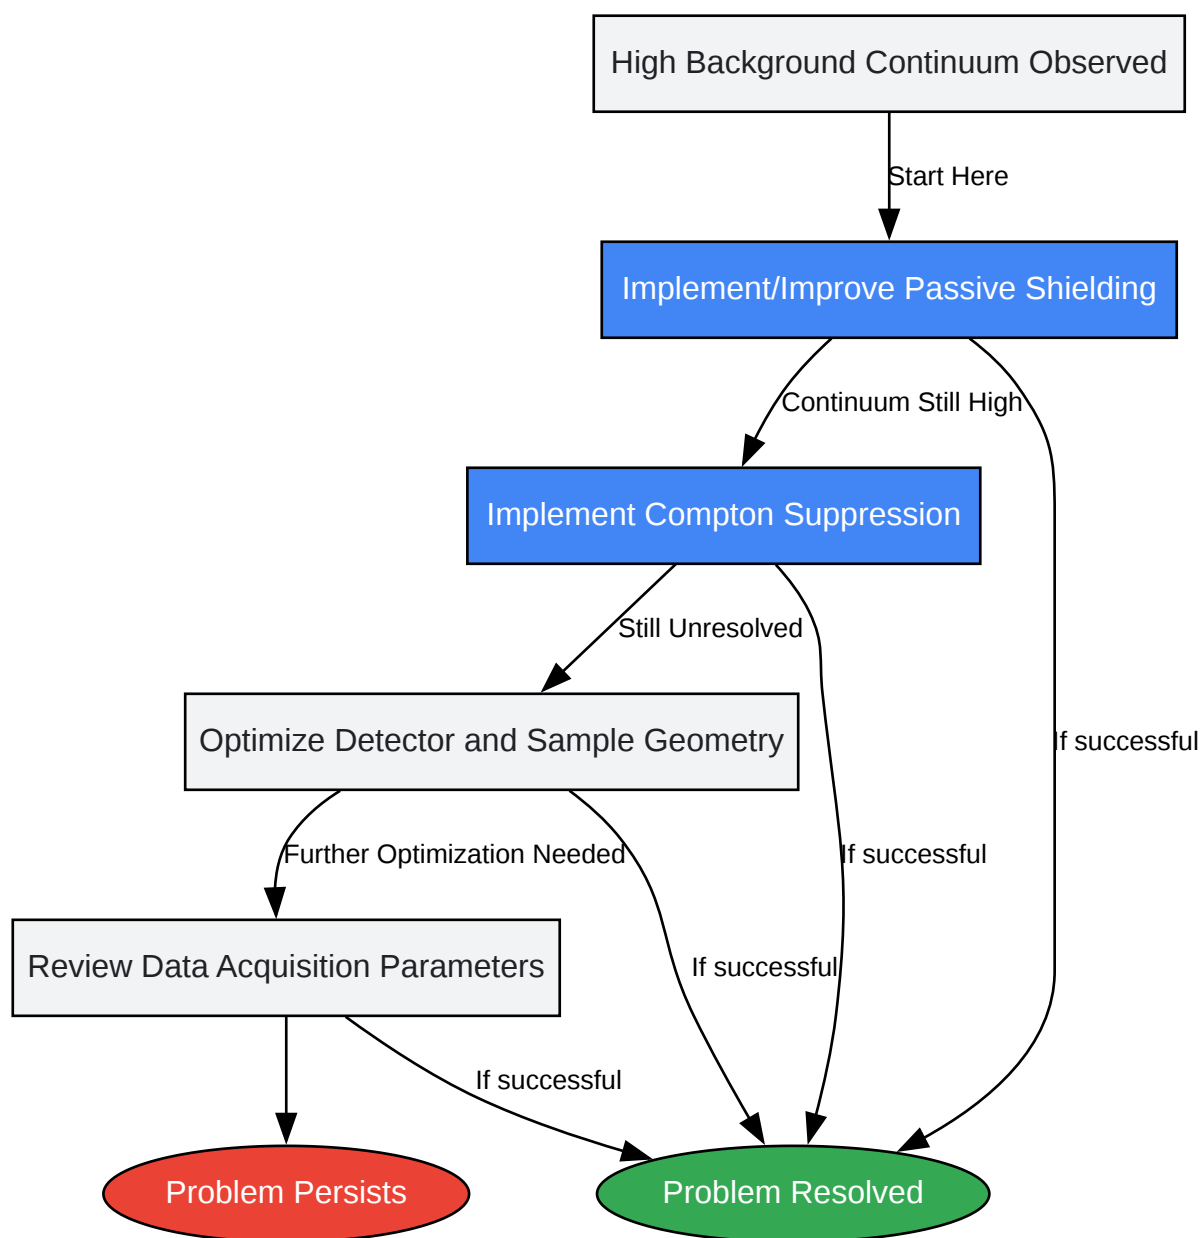 High Background Continuum Observed
Start Here
Implement/Improve Passive Shielding
Continuum Still High
Implement Compton Suppression
Still Unresolved
Optimize Detector and Sample Geometry
If successful
Further Optimization Needed
If successful
Review Data Acquisition Parameters
If successful
If successful
Problem Persists
Problem Resolved